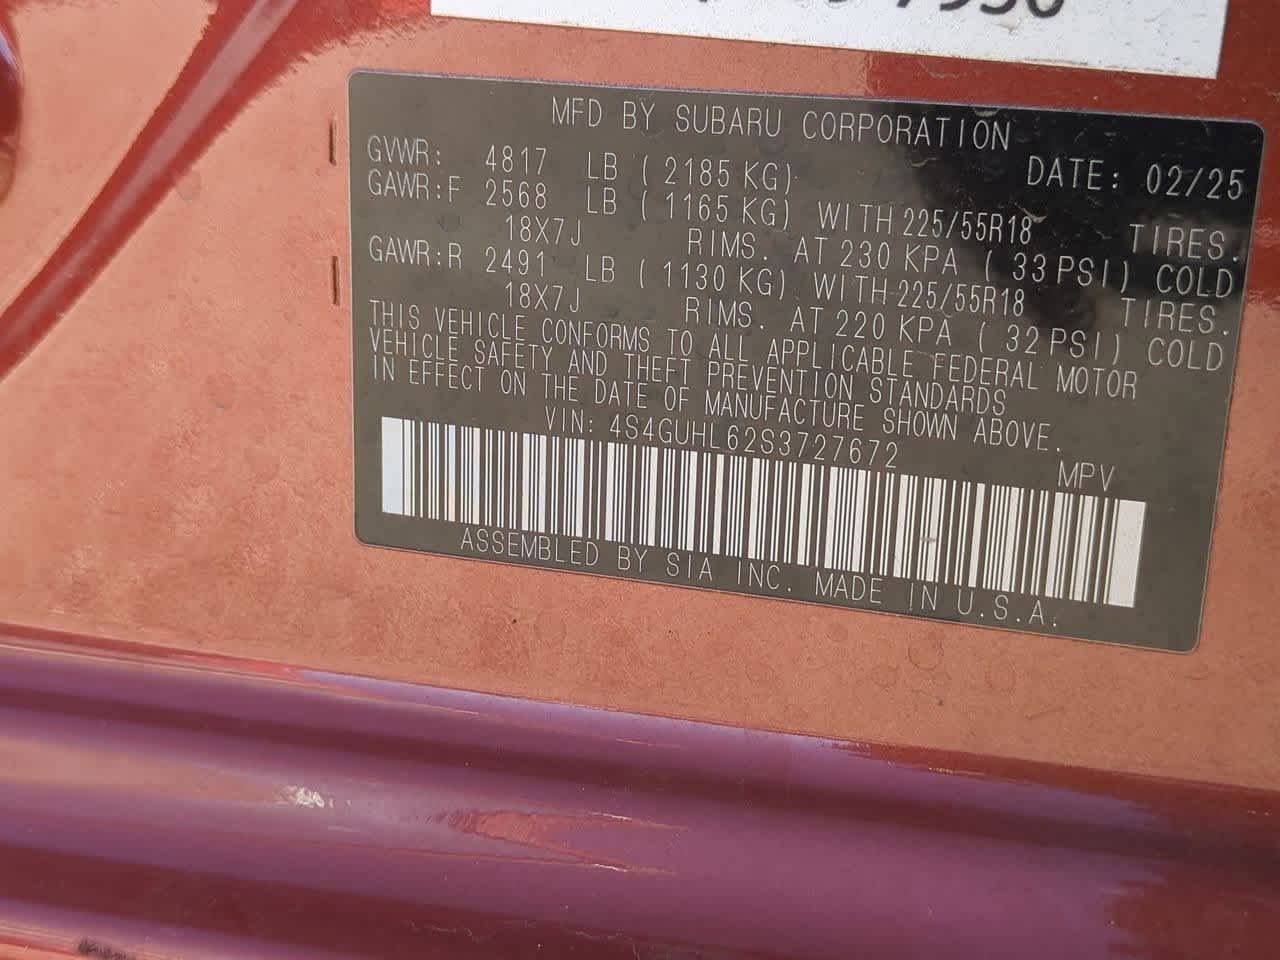 7936
MFD BY SUBARU CORPORATION
GVWR: 4817 LB ( 2185 KG) DATE: 02/25
GAWR:F 2568 LB ( 1165 KG) WITH 225/55R18 TIRES.
18X7J RIMS. AT 230 KPA ( 33 PSI) COLD
GAWR:R 2491 LB ( 1130 KG) WITH 225/55R18 TIRES.
18X7J RIMS. AT 220 KPA ( 32 PSI) COLD
THIS VEHICLE CONFORMS TO ALL APPLICABLE FEDERAL MOTOR
VEHICLE SAFETY AND THEFT PREVENTION STANDARDS
IN EFFECT ON THE DATE OF MANUFACTURE SHOWN ABOVE.
VIN: 4S4GUHL62S3727672
MPV
ASSEMBLED BY SIA INC. MADE IN U.S.A.